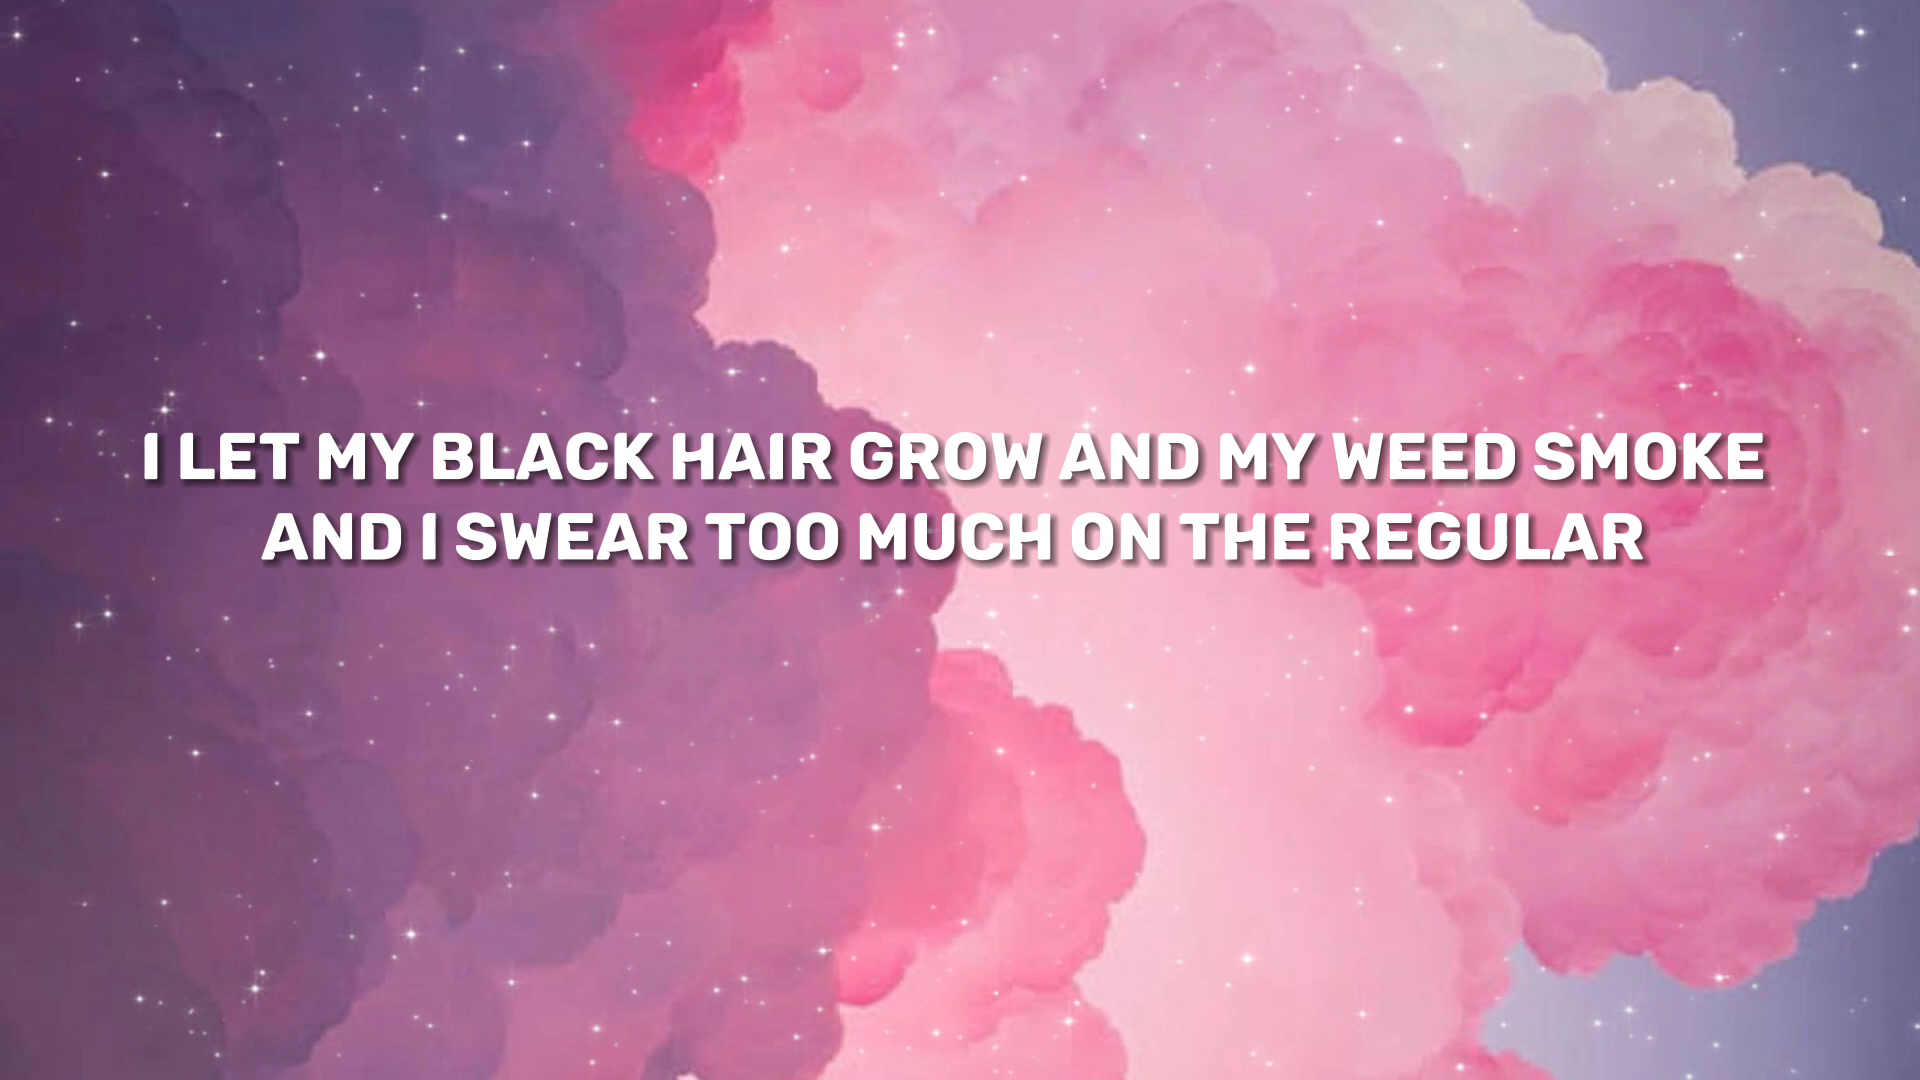 I LET MY BLACK HAIR GROW AND MY WEED SMOKE
AND I SWEAR TOO MUCH ON THE REGULAR